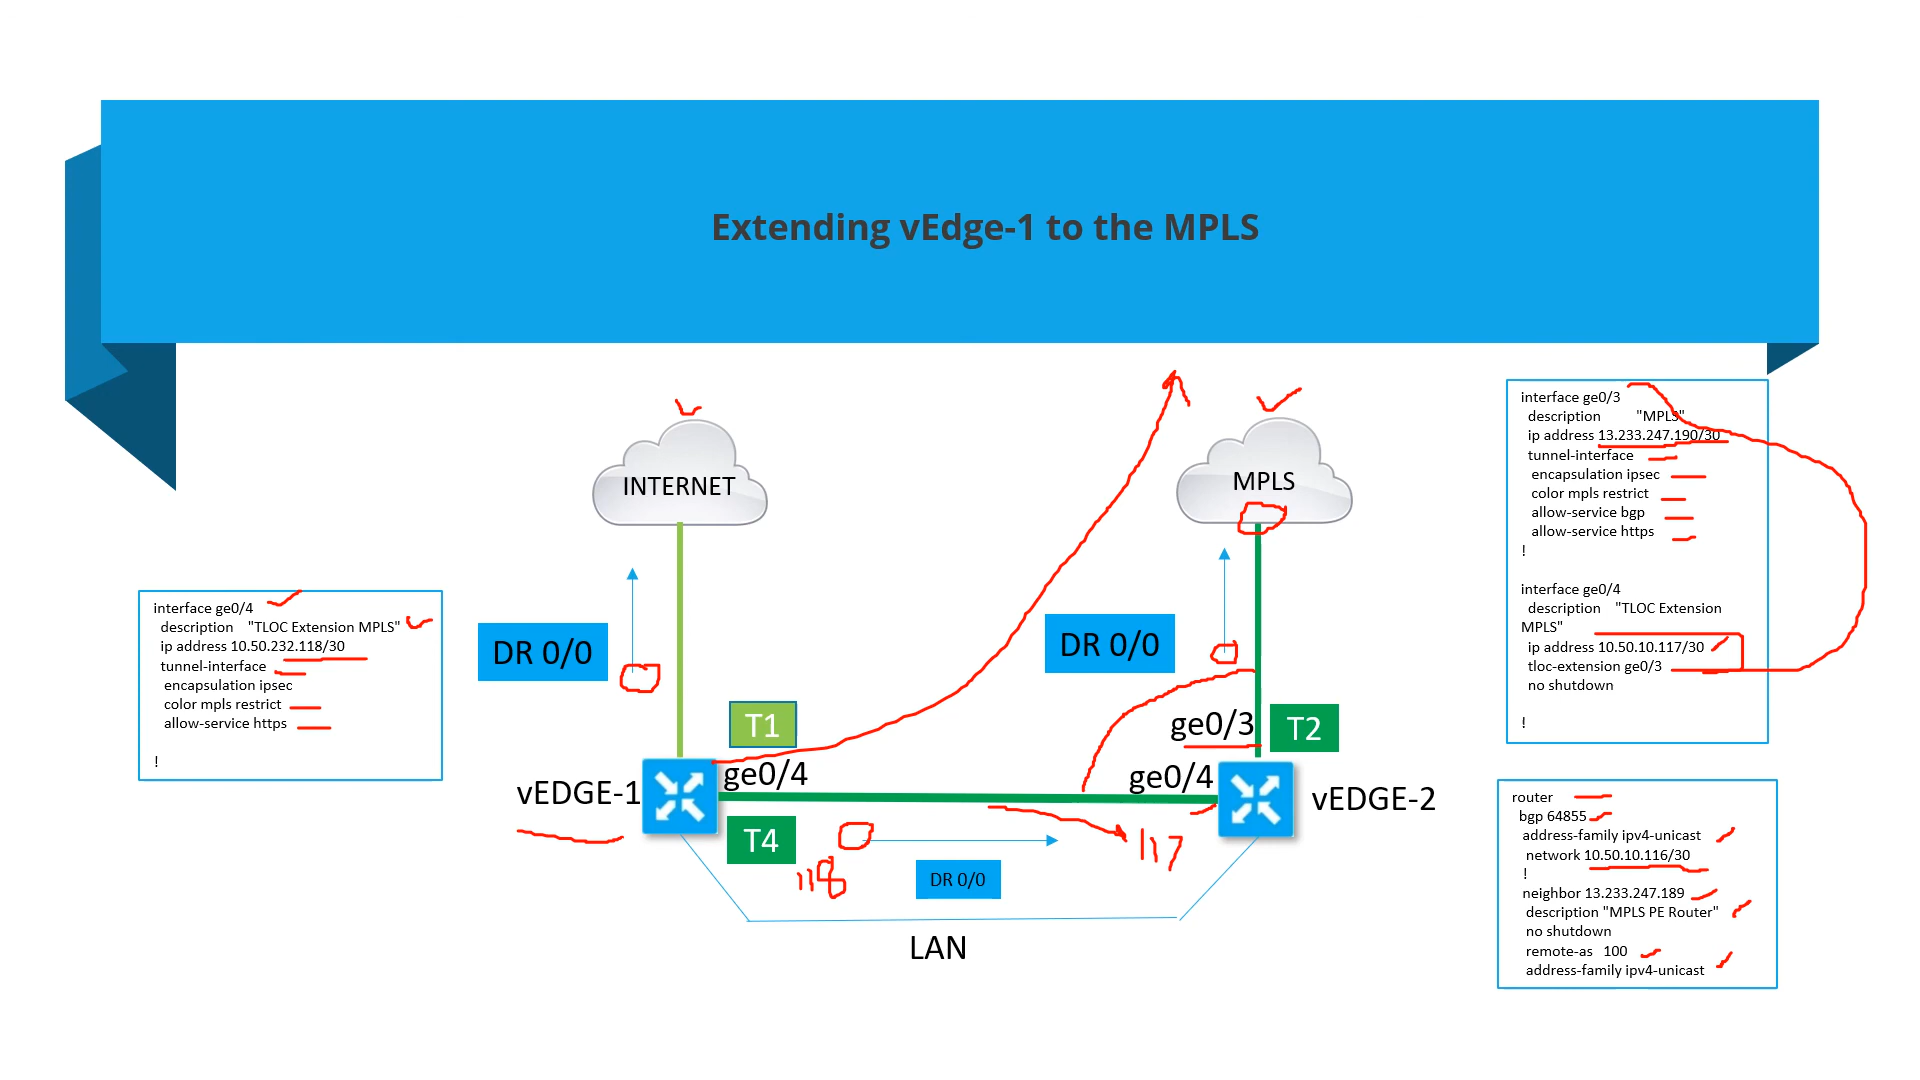 Extending vEdge-1 to the MPLS
INTERNET
MPLS
DR 0/0
DR 0/0
T1
ge0/3
T2
vEDGE-1
ge0/4
ge0/4
vEDGE-2
T4
118
117
DR 0/0
LAN
interface ge0/4
description "TLOC Extension MPLS"
ip address 10.50.232.118/30
tunnel-interface
encapsulation ipsec
color mpls restrict
allow-service https
!
interface ge0/3
description "MPLS"
ip address 13.233.247.190/30
tunnel-interface
encapsulation ipsec
color mpls restrict
allow-service bgp
allow-service https
!
interface ge0/4
description "TLOC Extension
MPLS"
ip address 10.50.10.117/30
tloc-extension ge0/3
no shutdown
!
router
bgp 64855
address-family ipv4-unicast
network 10.50.10.116/30
!
neighbor 13.233.247.189
description "MPLS PE Router"
no shutdown
remote-as 100
address-family ipv4-unicast